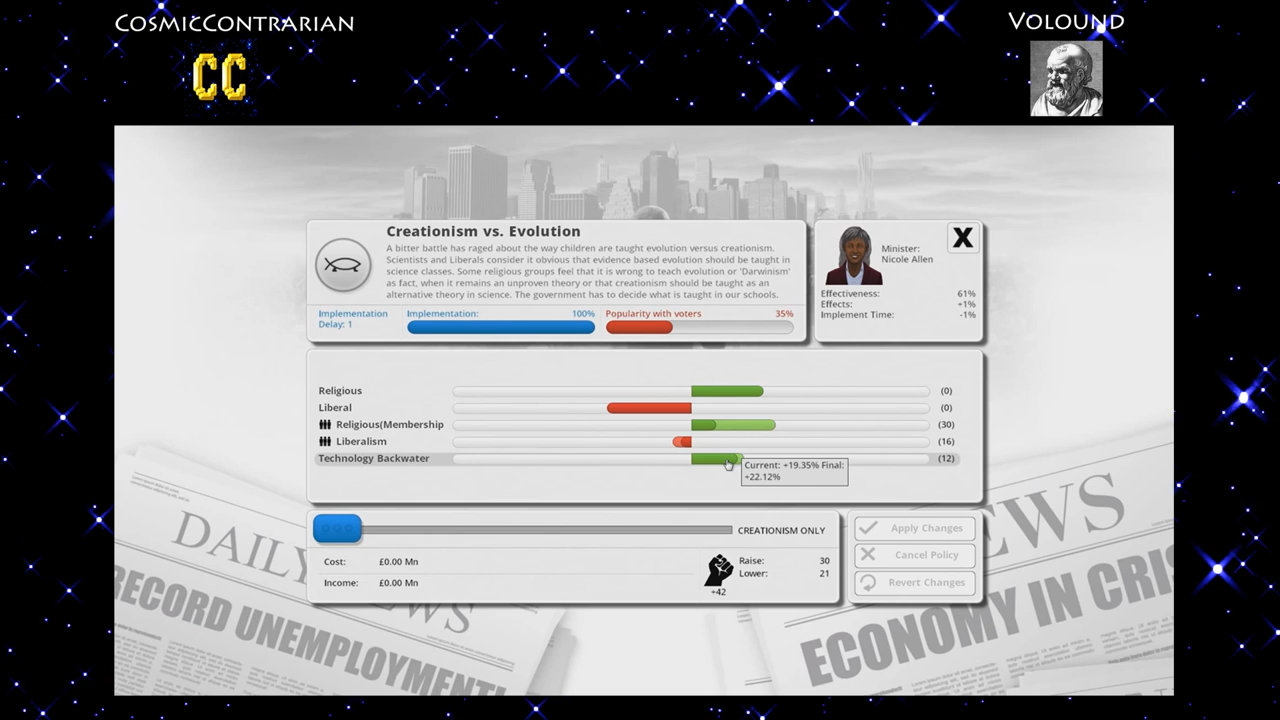 CosmicContrarian
Volound
CC
Creationism vs. Evolution
A bitter battle has raged about the way children are taught evolution versus creationism.
Scientists and Liberals consider it obvious that evidence based evolution should be taught in
science classes. Some religious groups feel that it is wrong to teach evolution or 'Darwinism'
as fact, when it remains an unproven theory or that creationism should be taught as an
alternative theory in science. The government has to decide what is taught in our schools.
Implementation
Delay: 1
Implementation: 100%
Popularity with voters 35%
X
Minister:
Nicole Allen
Effectiveness: 61%
Effects: +1%
Implement Time: -1%
Religious (0)
Liberal (0)
Religious(Membership (30)
Liberalism (16)
Technology Backwater (12)
Current: +19.35% Final:
+22.12%
CREATIONISM ONLY
Cost: £0.00 Mn
Income: £0.00 Mn
+42
Raise: 30
Lower: 21
Apply Changes
Cancel Policy
Revert Changes
DAILY
NEWS
RECORD UNEMPLOYMENT!
NEWS
ECONOMY IN CRIS